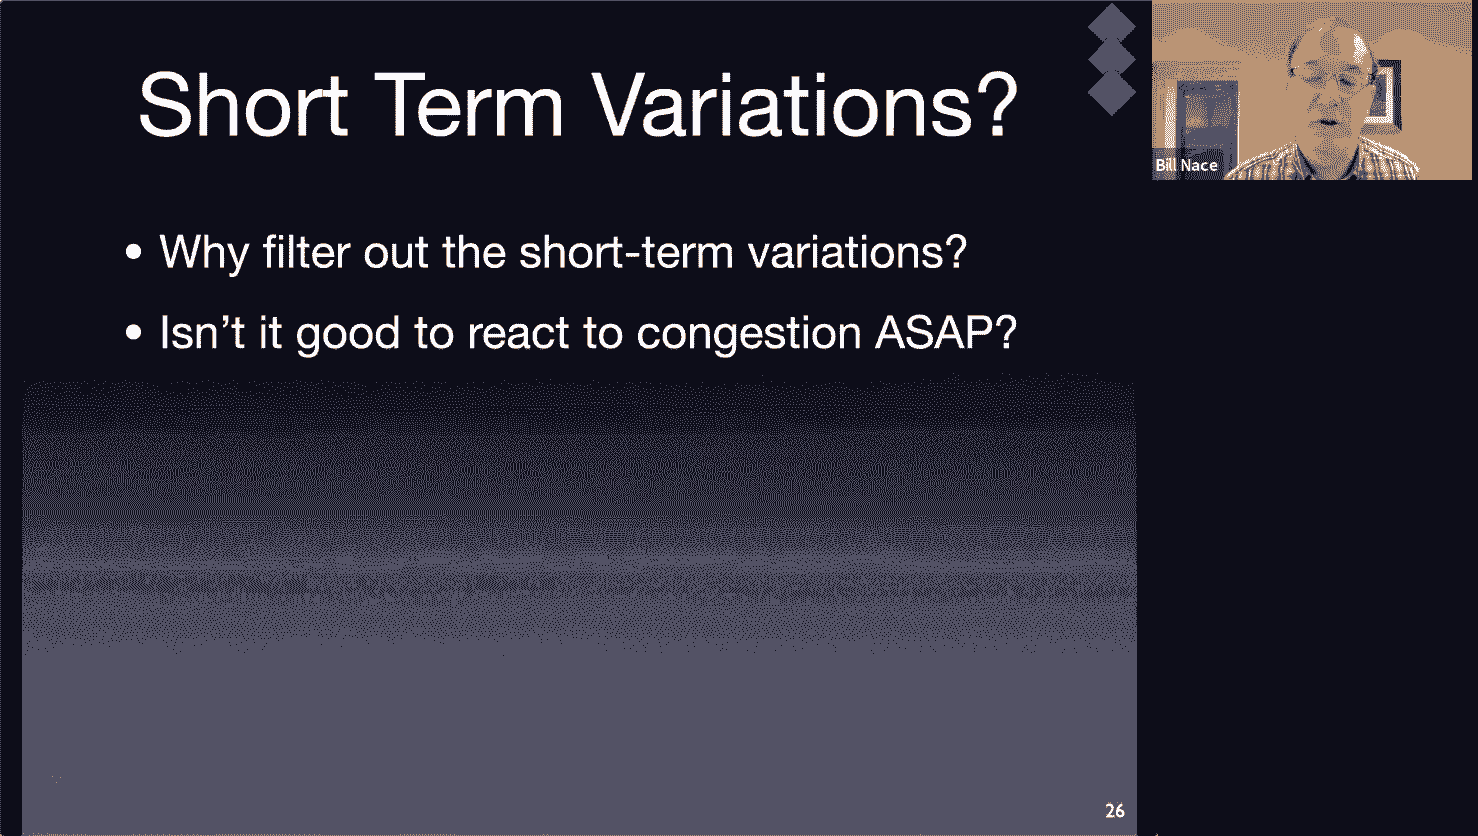 Short Term Variations?
Bill Nace
• Why filter out the short-term variations?
• Isn’t it good to react to congestion ASAP?
26